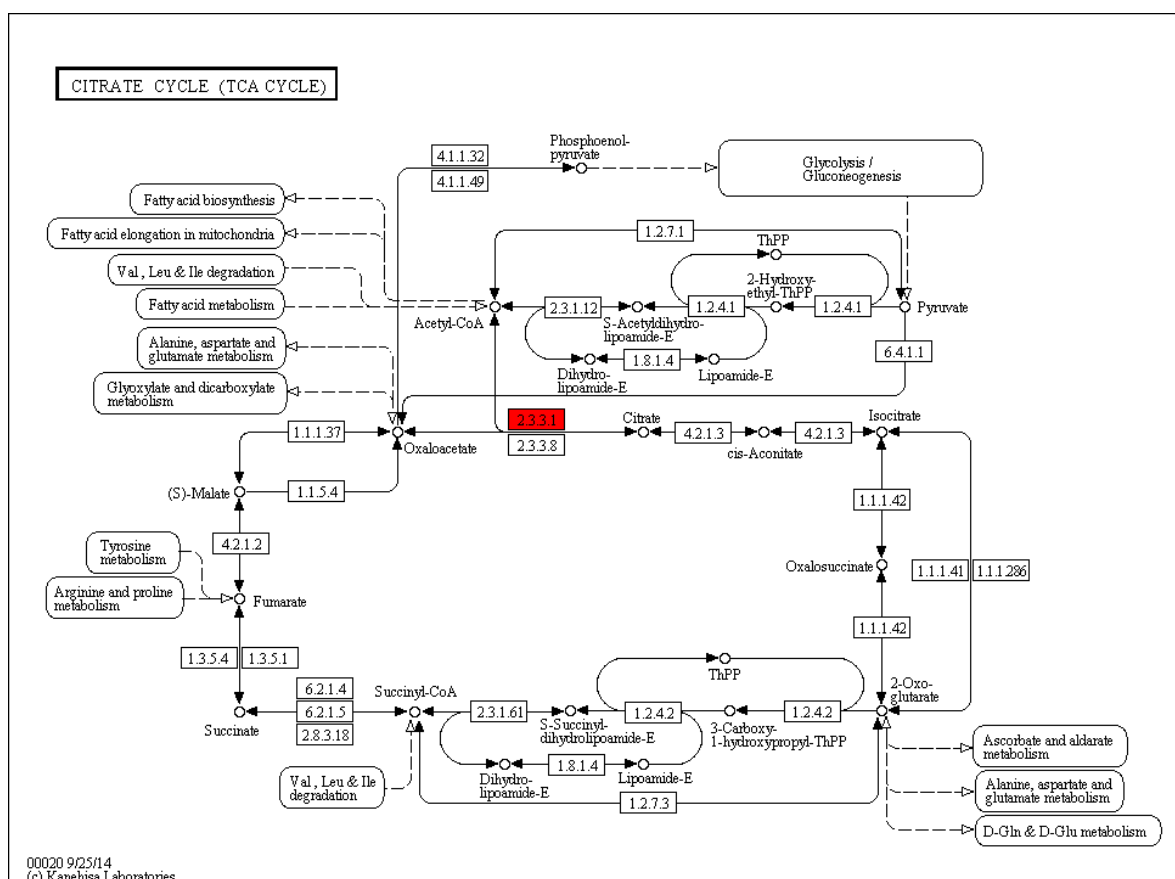 CITRATE CYCLE (TCA CYCLE)
Phosphoenol-
pyruvate
4.1.1.32
4.1.1.49
Glycolysis /
Gluconeogenesis
Fatty acid biosynthesis
Fatty acid elongation in mitochondria
Val , Leu & Ile degradation
Fatty acid metabolism
Alanine, aspartate and
glutamate metabolism
Glyoxylate and dicarboxylate
metabolism
1.2.7.1
ThPP
2-Hydroxy-
ethyl-ThPP
Acetyl-CoA
2.3.1.12
S-Acetyldihydro-
lipoamide-E
1.2.4.1
1.2.4.1
Pyruvate
Dihydro-
lipoamide-E
1.8.1.4
Lipoamide-E
6.4.1.1
1.1.1.37
Oxaloacetate
2.3.3.1
2.3.3.8
Citrate
4.2.1.3
cis-Aconitate
4.2.1.3
Isocitrate
(S)-Malate
1.1.5.4
1.1.1.42
4.2.1.2
Tyrosine
metabolism
Arginine and proline
metabolism
Fumarate
Oxalosuccinate
1.1.1.41
1.1.1.286
1.1.1.42
1.3.5.4
1.3.5.1
Succinate
6.2.1.4
6.2.1.5
2.8.3.18
Succinyl-CoA
2.3.1.61
S-Succinyl-
dihydrolipoamide-E
1.2.4.2
ThPP
3-Carboxy-
1-hydroxypropyl-ThPP
1.2.4.2
2-Oxo-
glutarate
Val , Leu & Ile
degradation
Dihydro-
lipoamide-E
1.8.1.4
Lipoamide-E
1.2.7.3
Ascorbate and aldarate
metabolism
Alanine, aspartate and
glutamate metabolism
D-Gln & D-Glu metabolism
00020 9/25/14
(c) Kanehisa Laboratories